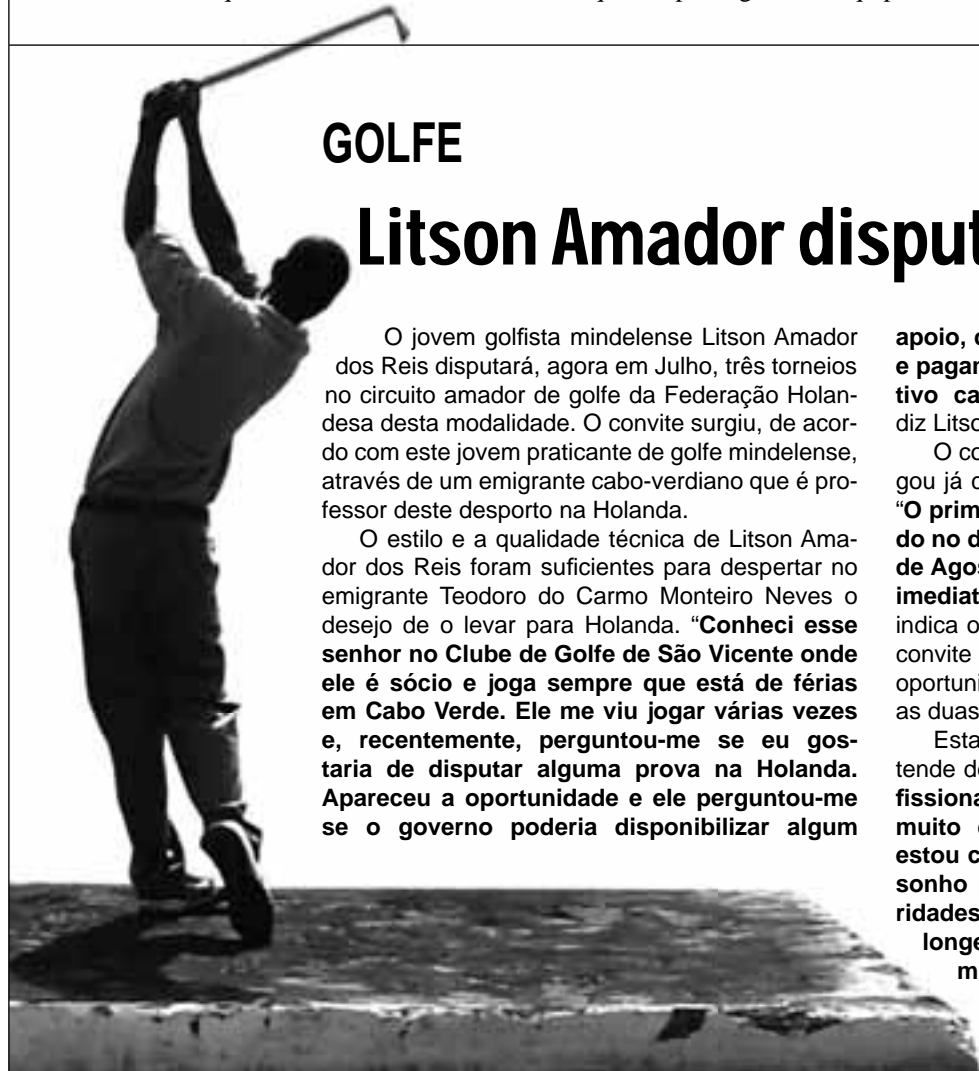 GOLFE
Litson Amador disput
O jovem golfista mindelense Litson Amador
dos Reis disputará, agora em Julho, três torneios
no circuito amador de golfe da Federação Holan-
desa desta modalidade. O convite surgiu, de acor-
do com este jovem praticante de golfe mindelense,
através de um emigrante cabo-verdiano que é pro-
fessor deste desporto na Holanda.
O estilo e a qualidade técnica de Litson Ama-
dor dos Reis foram suficientes para despertar no
emigrante Teodoro do Carmo Monteiro Neves o
desejo de o levar para Holanda. “Conheci esse
senhor no Clube de Golfe de São Vicente onde
ele é sócio e joga sempre que está de férias
em Cabo Verde. Ele me viu jogar várias vezes
e, recentemente, perguntou-me se eu gos-
taria de disputar alguma prova na Holanda.
Apareceu a oportunidade e ele perguntou-me
se o governo poderia disponibilizar algum
apoio,
e pagar
tivo ca
diz Litso
O co
gou já
“O prim
do no d
de Agos
imediat
indica o
convite
oportuni
as duas
Esta
tende d
fissiona
muito
estou c
sonho
ridades
longe
m